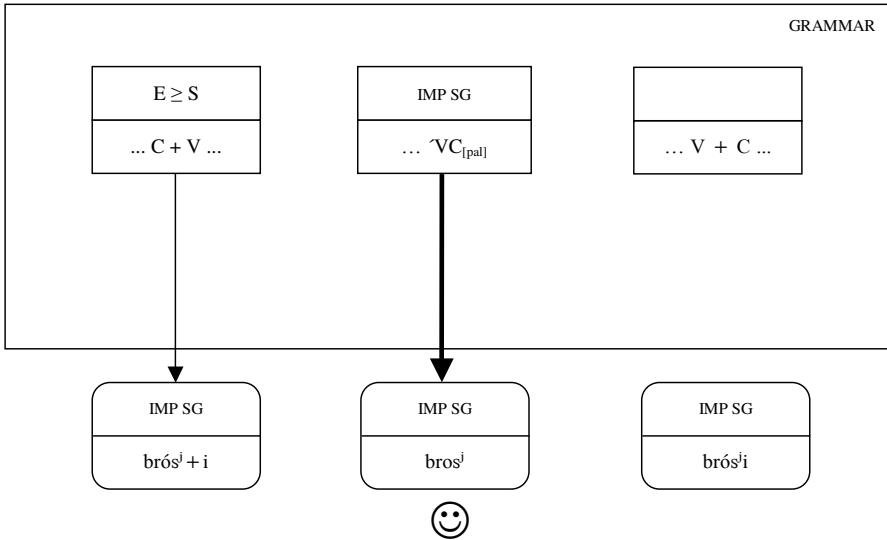 GRAMMAR
E ≥ S
IMP SG
... C + V ...
… ´VC[pal]
… V + C ...
IMP SG
IMP SG
IMP SG
brósʲ + i
brosʲ
brósʲi